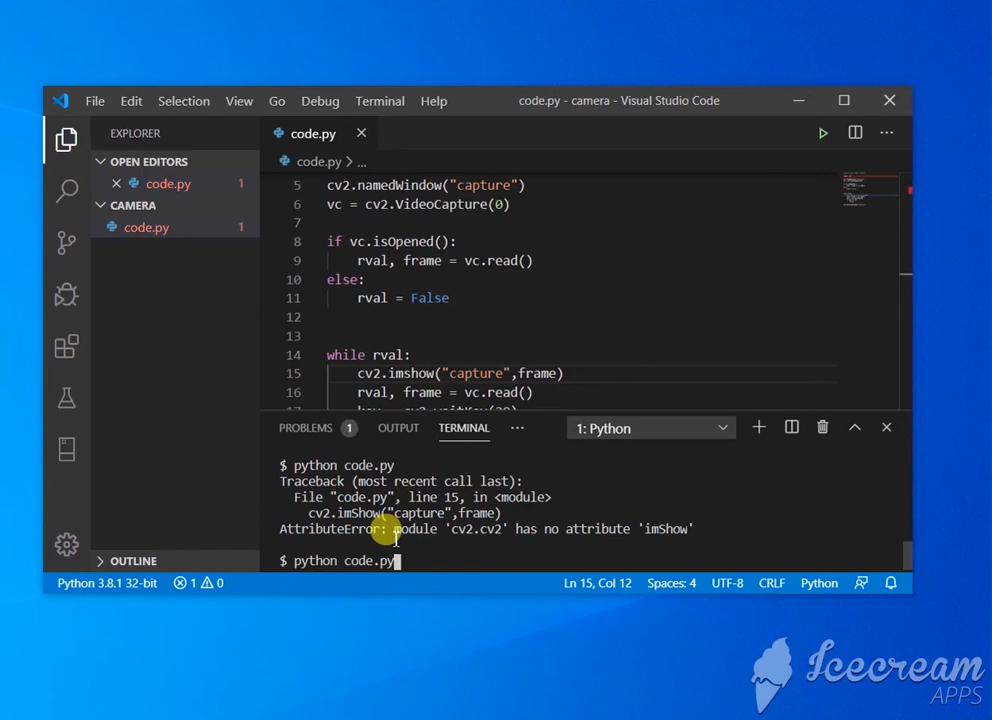 File Edit Selection View Go Debug Terminal Help code.py - camera - Visual Studio Code
EXPLORER
OPEN EDITORS
code.py 1
CAMERA
code.py 1
OUTLINE
code.py
code.py > ...
5 cv2.namedWindow("capture")
6 vc = cv2.VideoCapture(0)
7
8 if vc.isOpened():
9 rval, frame = vc.read()
10 else:
11 rval = False
12
13
14 while rval:
15 cv2.imshow("capture",frame)
16 rval, frame = vc.read()
PROBLEMS 1 OUTPUT TERMINAL ... 1: Python
$ python code.py
Traceback (most recent call last):
File "code.py", line 15, in <module>
cv2.imShow("capture",frame)
AttributeError: module 'cv2.cv2' has no attribute 'imShow'
$ python code.py
Python 3.8.1 32-bit 1 0 Ln 15, Col 12 Spaces: 4 UTF-8 CRLF Python
Icecream
APPS